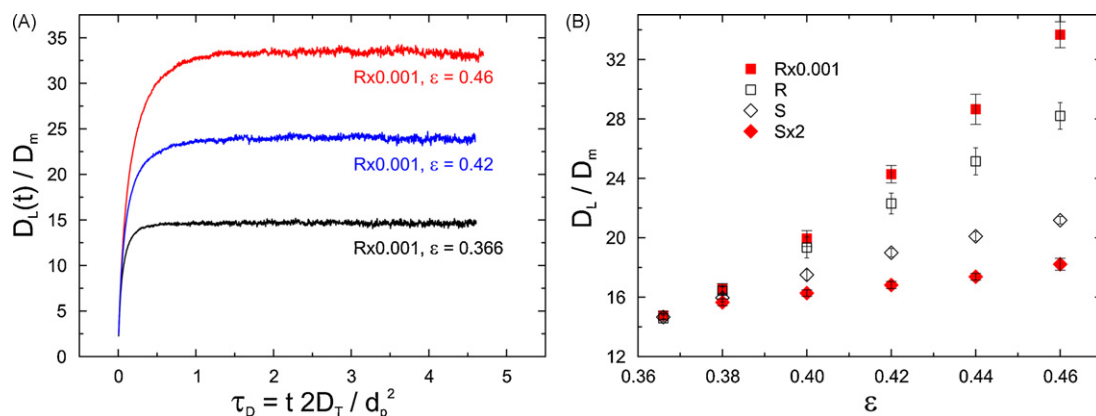 (A)
35
30
25
20
15
10
5
0
D_L(t) / D_m
Rx0.001, ε = 0.46
Rx0.001, ε = 0.42
Rx0.001, ε = 0.366
0 1 2 3 4 5
τ_D = t 2D_T / d_p^2
(B)
32
28
24
20
16
12
D_L / D_m
Rx0.001
R
S
Sx2
0.36 0.38 0.40 0.42 0.44 0.46
ε